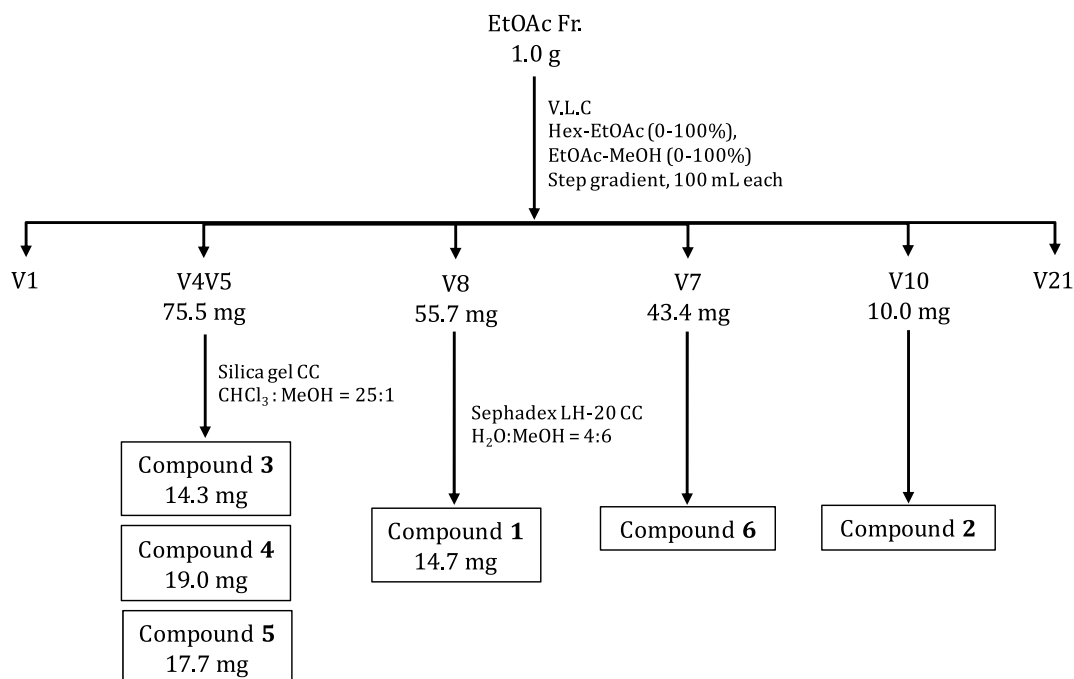 EtOAc Fr.
1.0 g
V.L.C
Hex-EtOAc (0-100%),
EtOAc-MeOH (0-100%)
Step gradient, 100 mL each
V1
V4V5
75.5 mg
V8
55.7 mg
V7
43.4 mg
V10
10.0 mg
V21
Silica gel CC
CHCl₃ : MeOH = 25:1
Sephadex LH-20 CC
H₂O:MeOH = 4:6
Compound 3
14.3 mg
Compound 4
19.0 mg
Compound 5
17.7 mg
Compound 1
14.7 mg
Compound 6
Compound 2